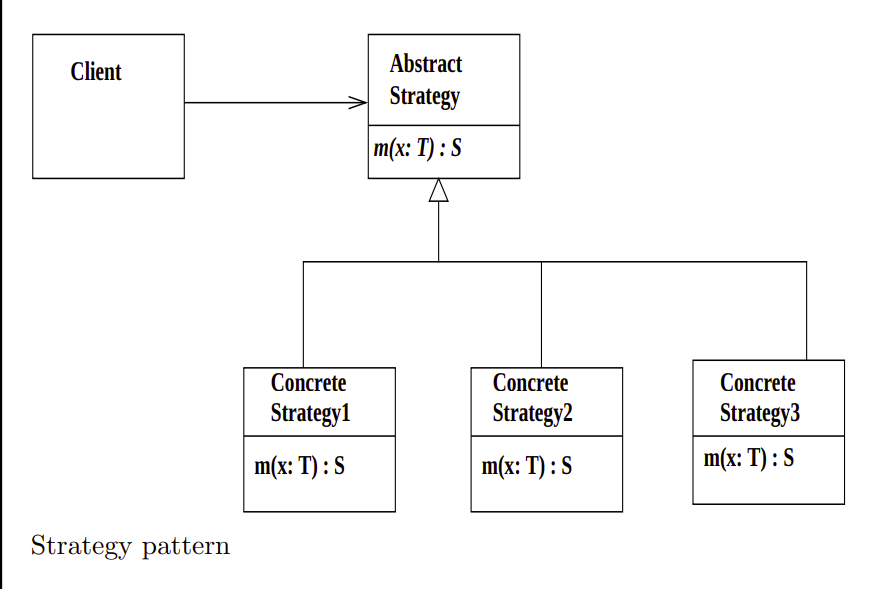 Client
Abstract
Strategy
m(x: T) : S
Concrete
Strategy1
m(x: T) : S
Concrete
Strategy2
m(x: T) : S
Concrete
Strategy3
m(x: T) : S
Strategy pattern